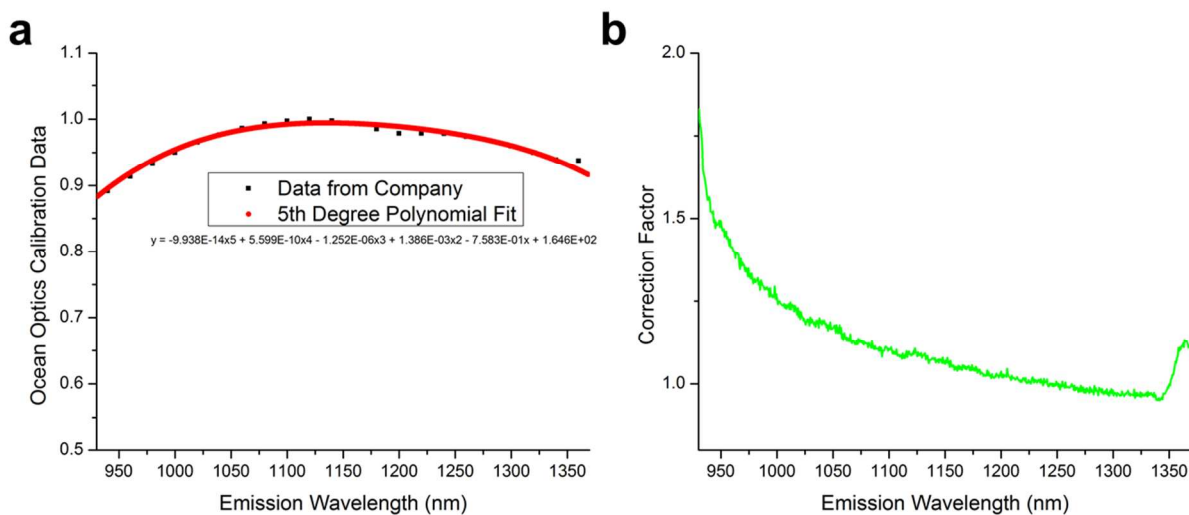 a
1.1
1.0
0.9
0.8
0.7
0.6
0.5
Ocean Optics Calibration Data
Data from Company
5th Degree Polynomial Fit
y = -9.938E-14x5 + 5.599E-10x4 - 1.252E-06x3 + 1.386E-03x2 - 7.583E-01x + 1.646E+02
950 1000 1050 1100 1150 1200 1250 1300 1350
Emission Wavelength (nm)
b
2.0
1.5
1.0
Correction Factor
950 1000 1050 1100 1150 1200 1250 1300 1350
Emission Wavelength (nm)